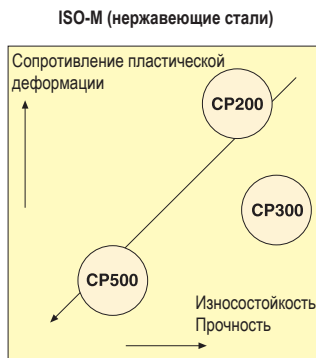 ISO-M (нержавеющие стали)
Сопротивление пластической
деформации
CP200
CP300
CP500
Износостойкость
Прочность